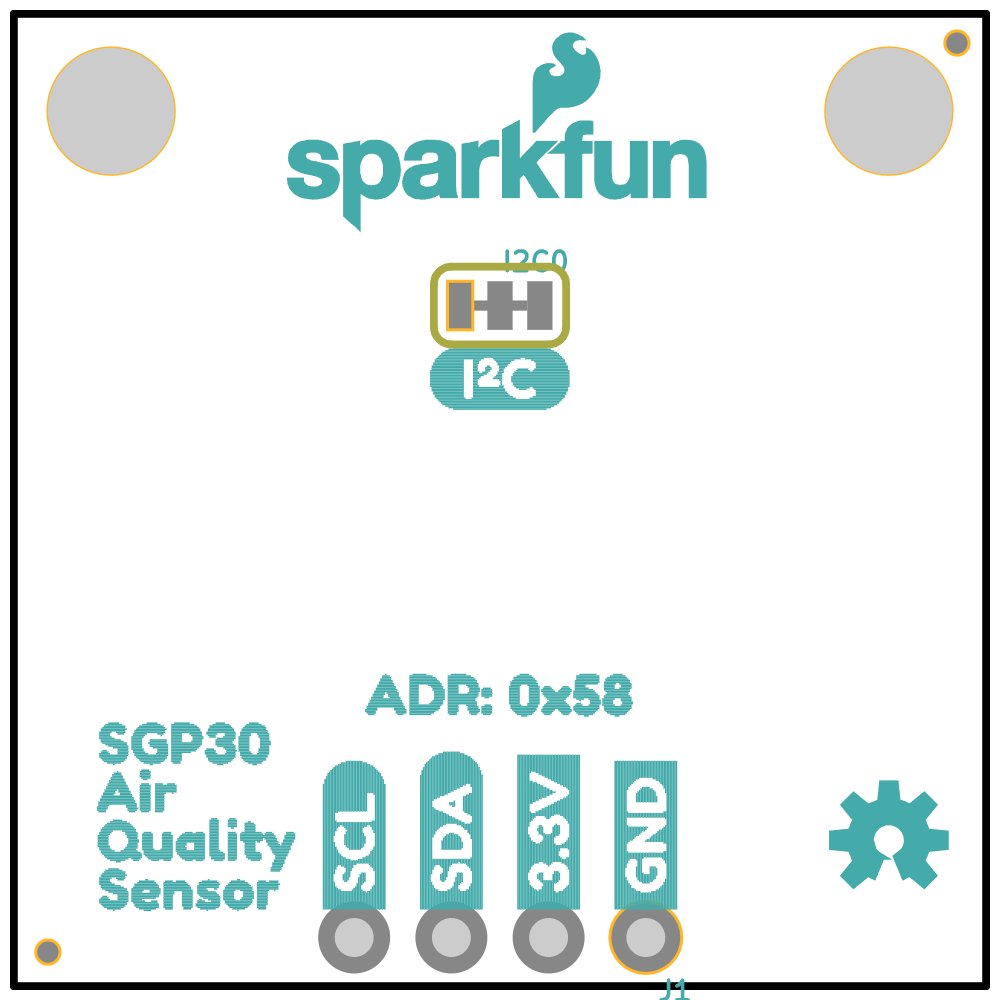 sparkfun
I2C0
I²C
ADR: 0x58
SGP30
Air
Quality
Sensor
SCL
SDA
3.3V
GND
J1